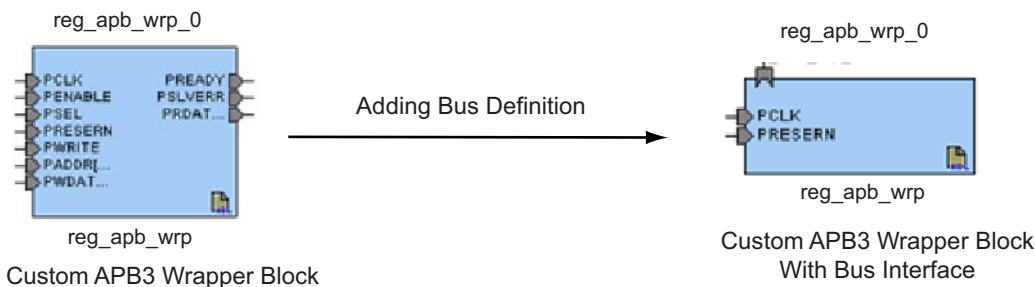 reg_apb_wrp_0
PCLK
PENABLE
PSEL
PRESERN
PWRITE
PADDR[...
PWDAT...
PREADY
PSLVERR
PRDAT...
reg_apb_wrp
Custom APB3 Wrapper Block
Adding Bus Definition
reg_apb_wrp_0
PCLK
PRESERN
reg_apb_wrp
Custom APB3 Wrapper Block
With Bus Interface